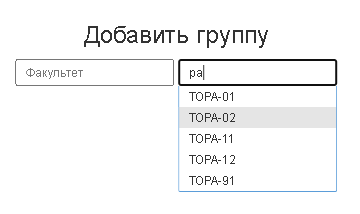 Добавить группу
Факультет
ра
ТОРА-01
ТОРА-02
ТОРА-11
ТОРА-12
ТОРА-91